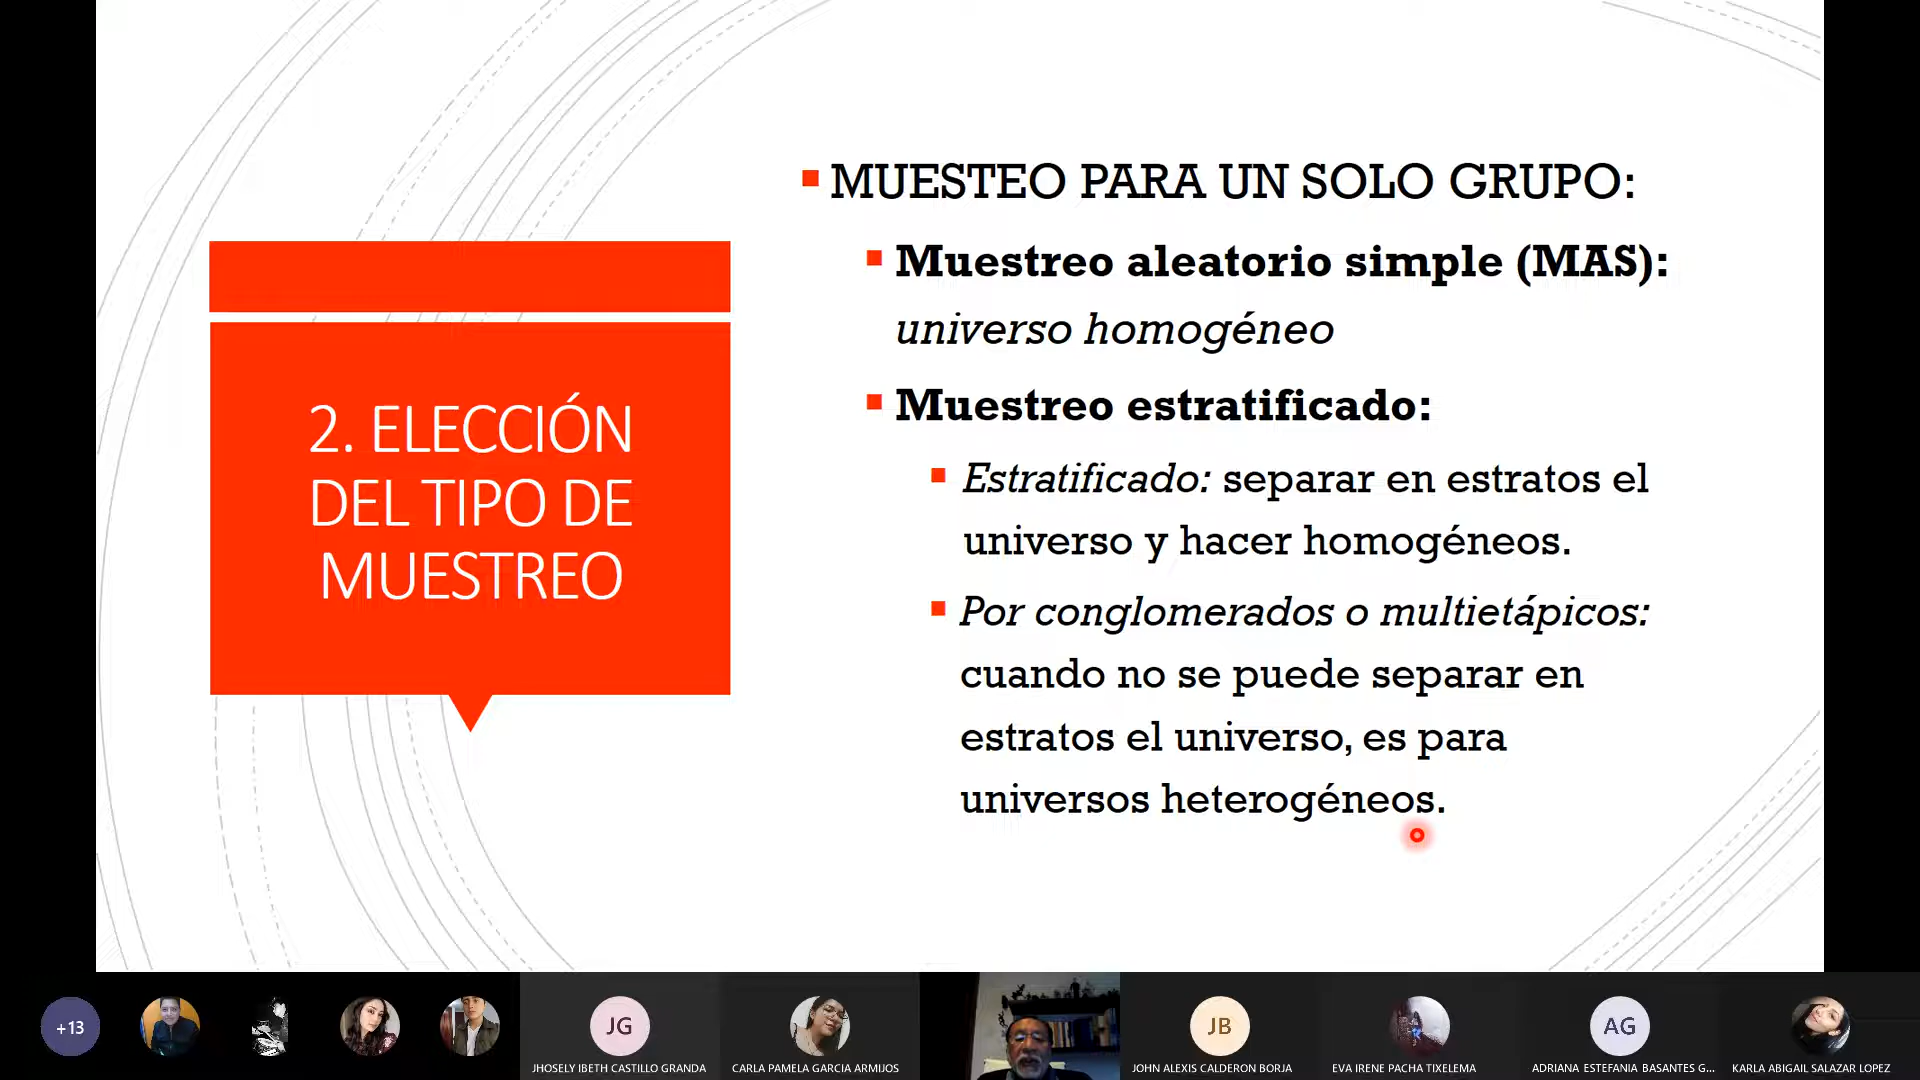 2. ELECCIÓN
DEL TIPO DE
MUESTREO
MUESTEO PARA UN SOLO GRUPO:
Muestreo aleatorio simple (MAS):
universo homogéneo
Muestreo estratificado:
Estratificado: separar en estratos el
universo y hacer homogéneos.
Por conglomerados o multietápicos:
cuando no se puede separar en
estratos el universo, es para
universos heterogéneos.
+13
JG
JHOSELY IBETH CASTILLO GRANDA
CARLA PAMELA GARCIA ARMIJOS
JB
JOHN ALEXIS CALDERON BORJA
EVA IRENE PACHA TIXELEMA
AG
ADRIANA ESTEFANIA BASANTES G...
KARLA ABIGAIL SALAZAR LOPEZ